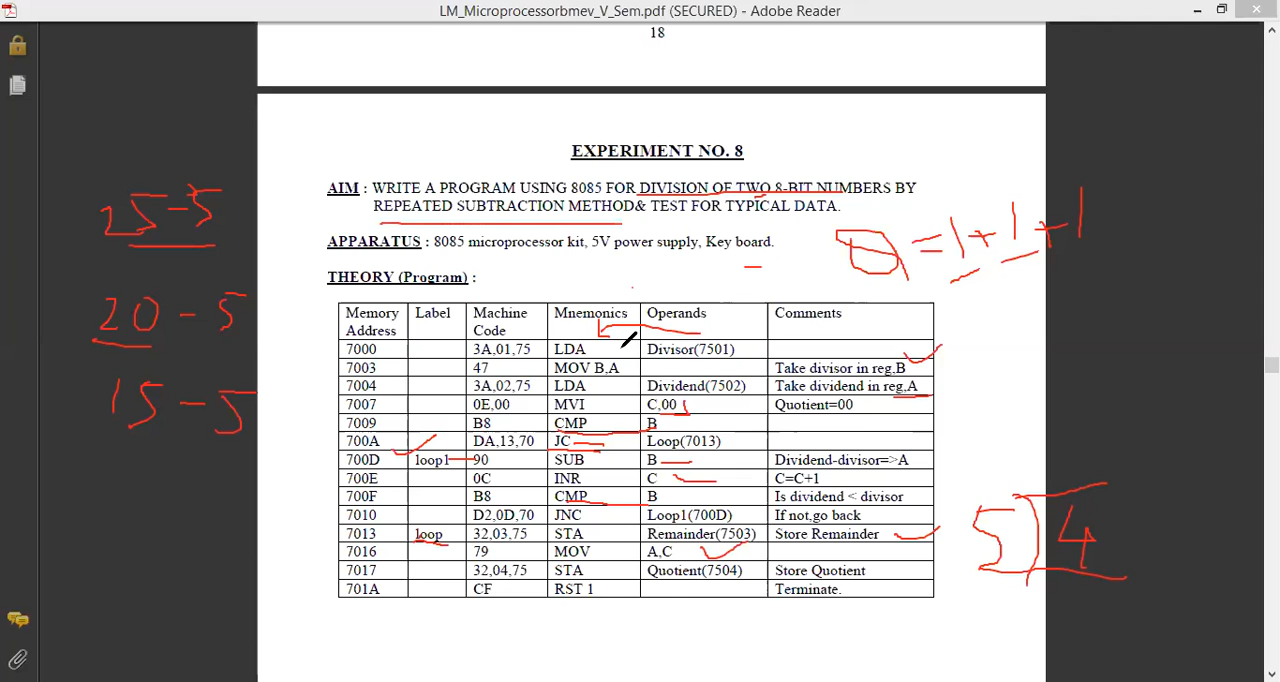 LM_Microprocessorbmev_V_Sem.pdf (SECURED) - Adobe Reader
18
EXPERIMENT NO. 8
AIM : WRITE A PROGRAM USING 8085 FOR DIVISION OF TWO 8-BIT NUMBERS BY
REPEATED SUBTRACTION METHOD& TEST FOR TYPICAL DATA.
APPARATUS : 8085 microprocessor kit, 5V power supply, Key board.
THEORY (Program) :
Memory Address Label Machine Code Mnemonics Operands Comments
7000 3A,01,75 LDA Divisor(7501)
7003 47 MOV B,A Take divisor in reg,B
7004 3A,02,75 LDA Dividend(7502) Take dividend in reg,A
7007 0E,00 MVI C,00 Quotient=00
7009 B8 CMP B
700A DA,13,70 JC Loop(7013)
700D loop1 90 SUB B Dividend-divisor=>A
700E 0C INR C C=C+1
700F B8 CMP B Is dividend < divisor
7010 D2,0D,70 JNC Loop1(700D) If not,go back
7013 loop 32,03,75 STA Remainder(7503) Store Remainder
7016 79 MOV A,C
7017 32,04,75 STA Quotient(7504) Store Quotient
701A CF RST 1 Terminate.
25-5
20-5
15-5
Q=1+1+1
5)4